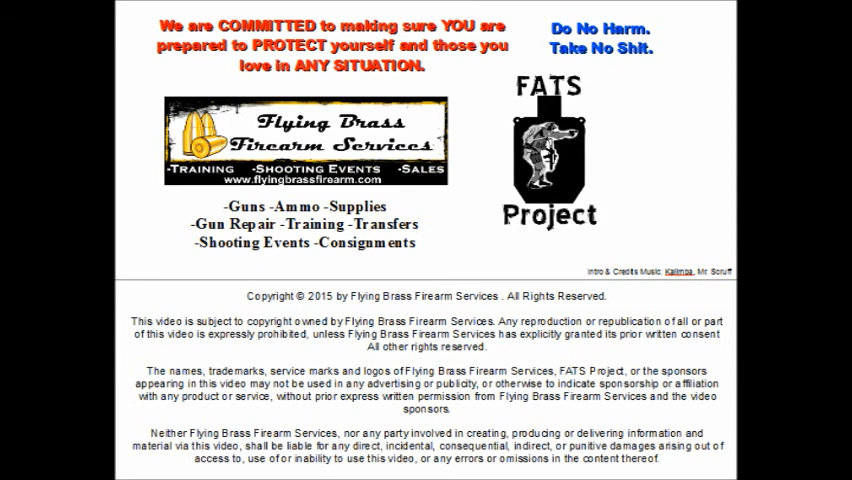 We are COMMITTED to making sure YOU are
prepared to PROTECT yourself and those you
love in ANY SITUATION.
Do No Harm.
Take No Shit.
Flying Brass
Firearm Services
-TRAINING -SHOOTING EVENTS -SALES
www.flyingbrassfirearm.com
FATS
Project
-Guns -Ammo -Supplies
-Gun Repair -Training -Transfers
-Shooting Events -Consignments
Intro & Credits Music: Kalimba, Mr. Scruff
Copyright © 2015 by Flying Brass Firearm Services . All Rights Reserved.
This video is subject to copyright owned by Flying Brass Firearm Services. Any reproduction or republication of all or part
of this video is expressly prohibited, unless Flying Brass Firearm Services has explicitly granted its prior written consent
All other rights reserved.
The names, trademarks, service marks and logos of Flying Brass Firearm Services, FATS Project, or the sponsors
appearing in this video may not be used in any advertising or publicity, or otherwise to indicate sponsorship or affiliation
with any product or service, without prior express written permission from Flying Brass Firearm Services and the video
sponsors.
Neither Flying Brass Firearm Services, nor any party involved in creating, producing or delivering information and
material via this video, shall be liable for any direct, incidental, consequential, indirect, or punitive damages arising out of
access to, use of or inability to use this video, or any errors or omissions in the content thereof.